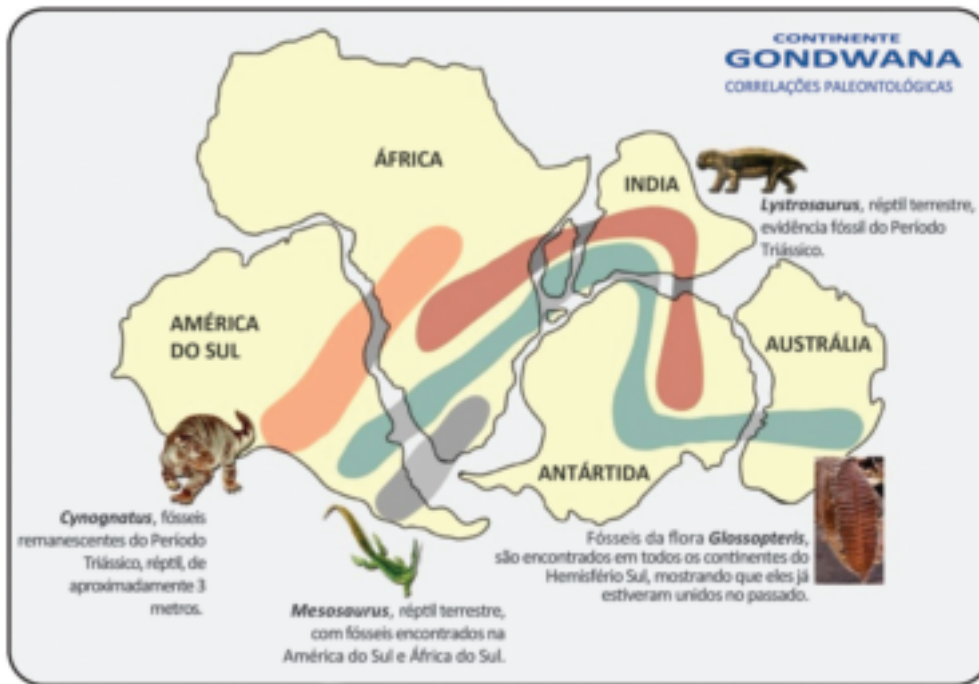 CONTINENTE
GONDWANA
CORRELAÇÕES PALEONTOLÓGICAS
ÁFRICA
INDIA
Lystrosaurus, réptil terrestre,
evidência fóssil do Período
Triássico.
AMÉRICA
DO SUL
AUSTRÁLIA
ANTÁRTIDA
Cynognatus, fósseis
remanescentes do Período
Triássico, réptil, de
aproximadamente 3
metros.
Mesosaurus, réptil terrestre,
com fósseis encontrados na
América do Sul e África do Sul.
Fósseis da flora Glossopteris,
são encontrados em todos os continentes do
Hemisfério Sul, mostrando que eles já
estiveram unidos no passado.